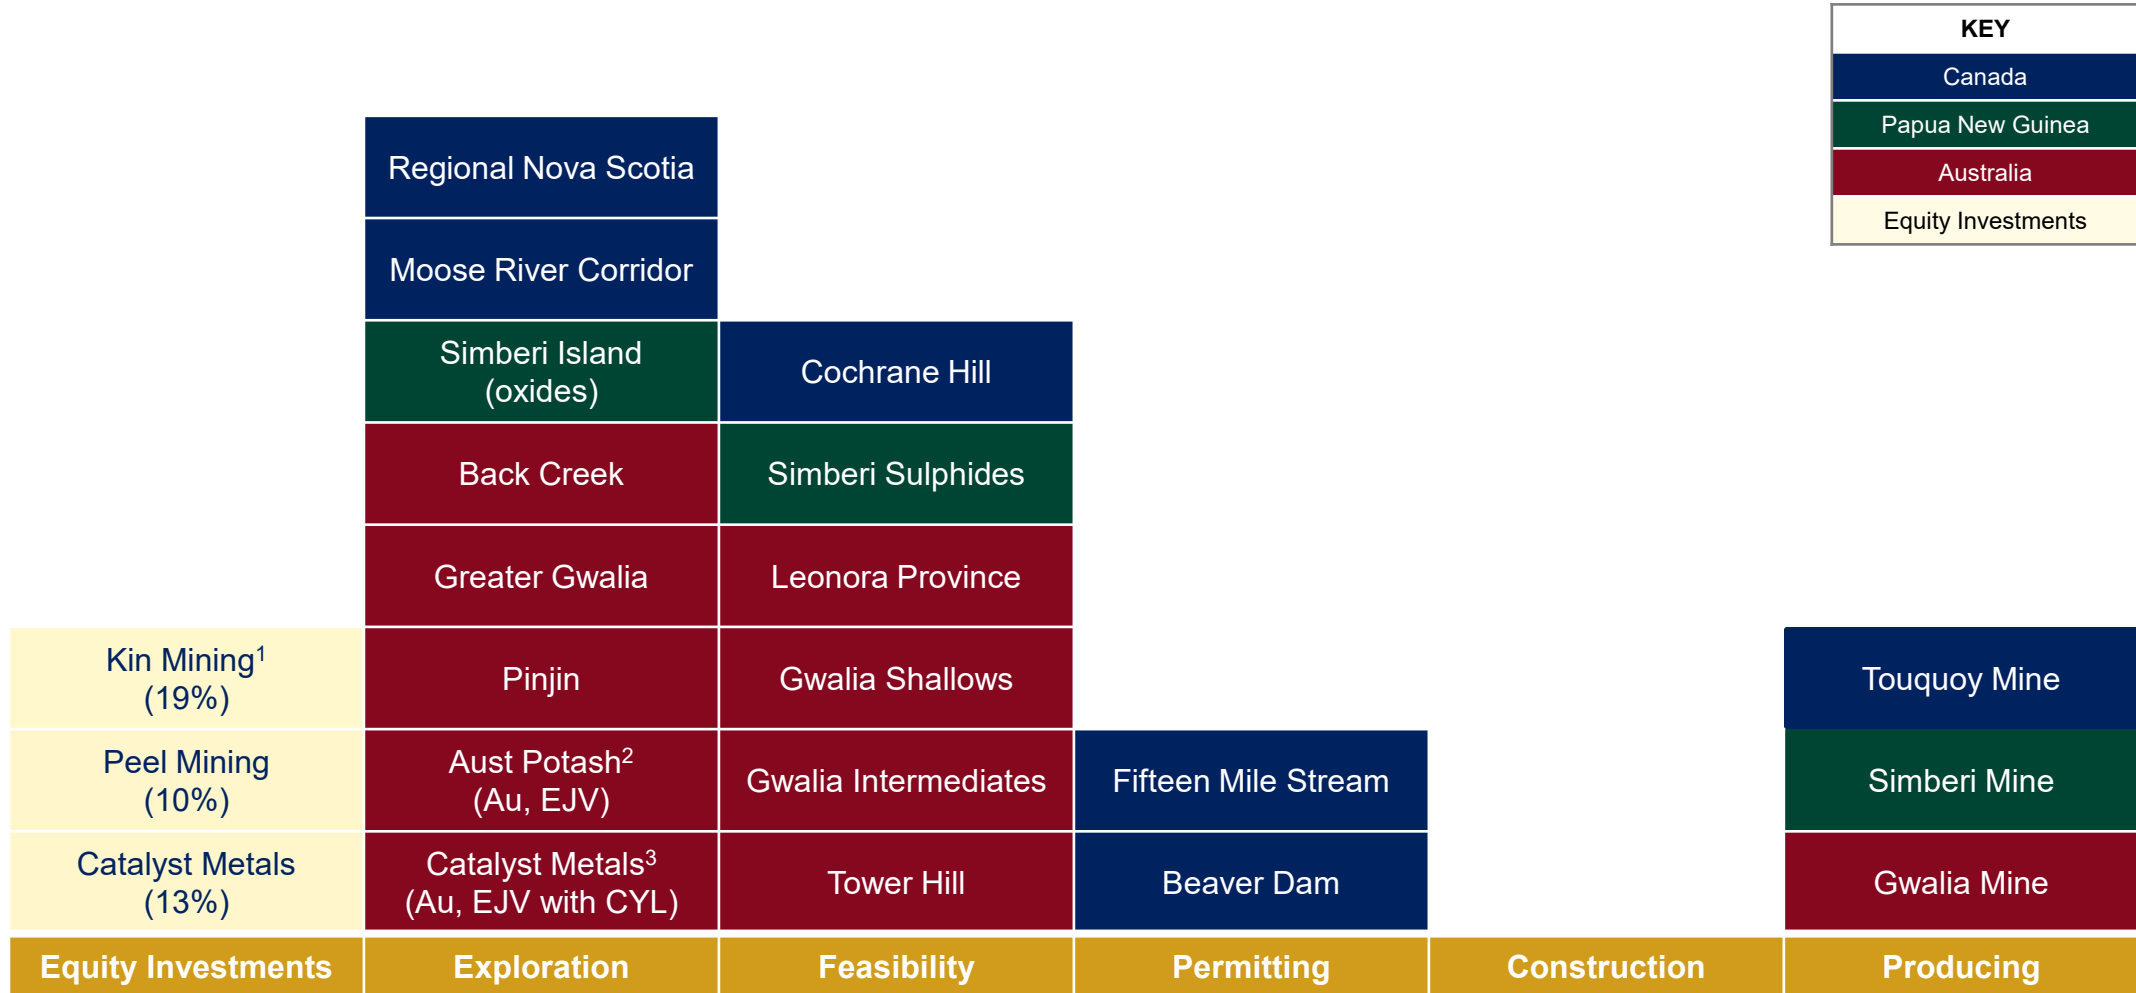 KEY
Canada
Papua New Guinea
Australia
Equity Investments
Regional Nova Scotia
Moose River Corridor
Simberi Island
(oxides)
Cochrane Hill
Back Creek
Simberi Sulphides
Greater Gwalia
Leonora Province
Kin Mining¹
(19%)
Pinjin
Gwalia Shallows
Touquoy Mine
Peel Mining
(10%)
Aust Potash²
(Au, EJV)
Gwalia Intermediates
Fifteen Mile Stream
Simberi Mine
Catalyst Metals
(13%)
Catalyst Metals³
(Au, EJV with CYL)
Tower Hill
Beaver Dam
Gwalia Mine
Equity Investments
Exploration
Feasibility
Permitting
Construction
Producing